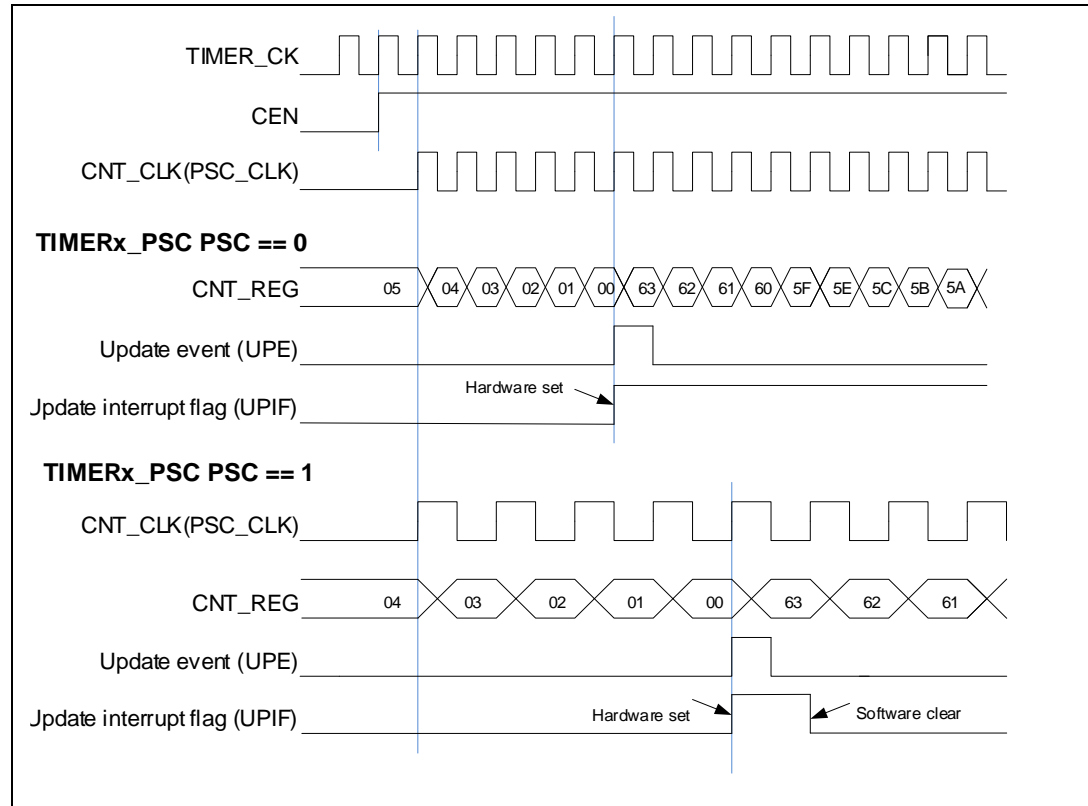 TIMER_CK
CEN
CNT_CLK(PSC_CLK)
TIMERx_PSC PSC == 0
CNT_REG 05 04 03 02 01 00 63 62 61 60 5F 5E 5C 5B 5A
Update event (UPE)
Hardware set
Jpdate interrupt flag (UPIF)
TIMERx_PSC PSC == 1
CNT_CLK(PSC_CLK)
CNT_REG 04 03 02 01 00 63 62 61
Update event (UPE)
Jpdate interrupt flag (UPIF) Hardware set Software clear